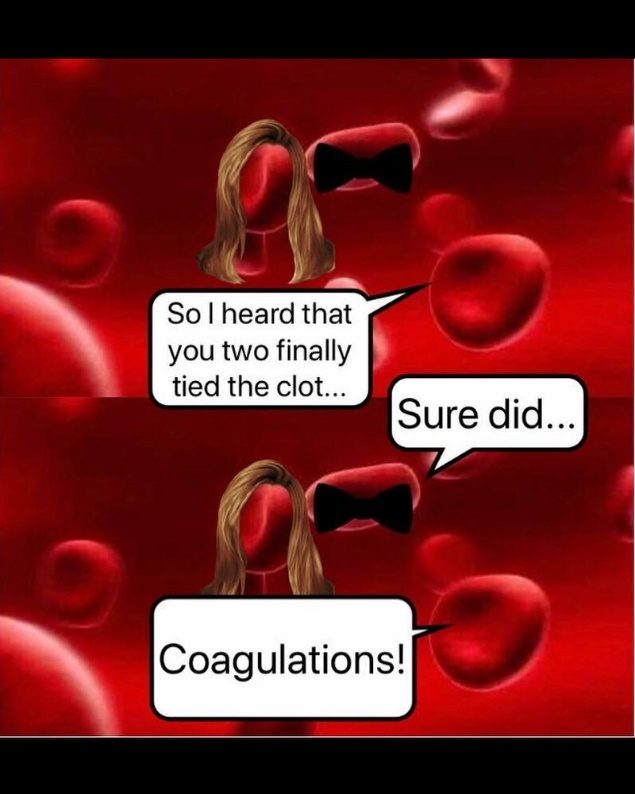 So I heard that
you two finally
tied the clot...
Sure did...
Coagulations!